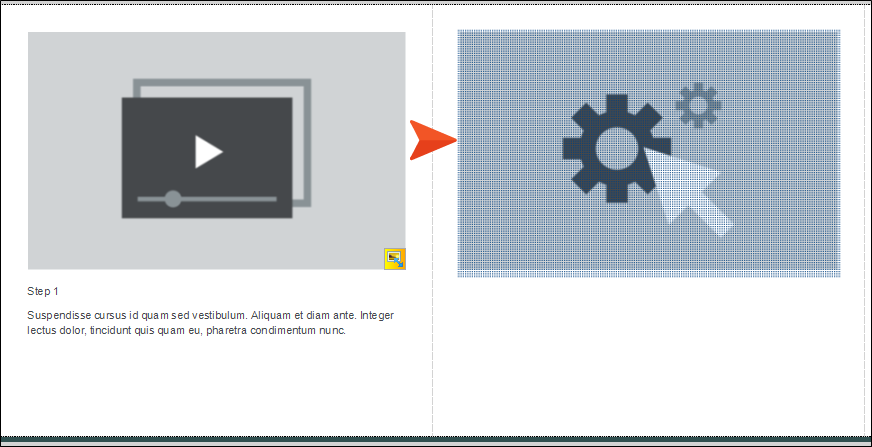 Step 1
Suspendisse cursus id quam sed vestibulum. Aliquam et diam ante. Integer
lectus dolor, tincidunt quis quam eu, pharetra condimentum nunc.